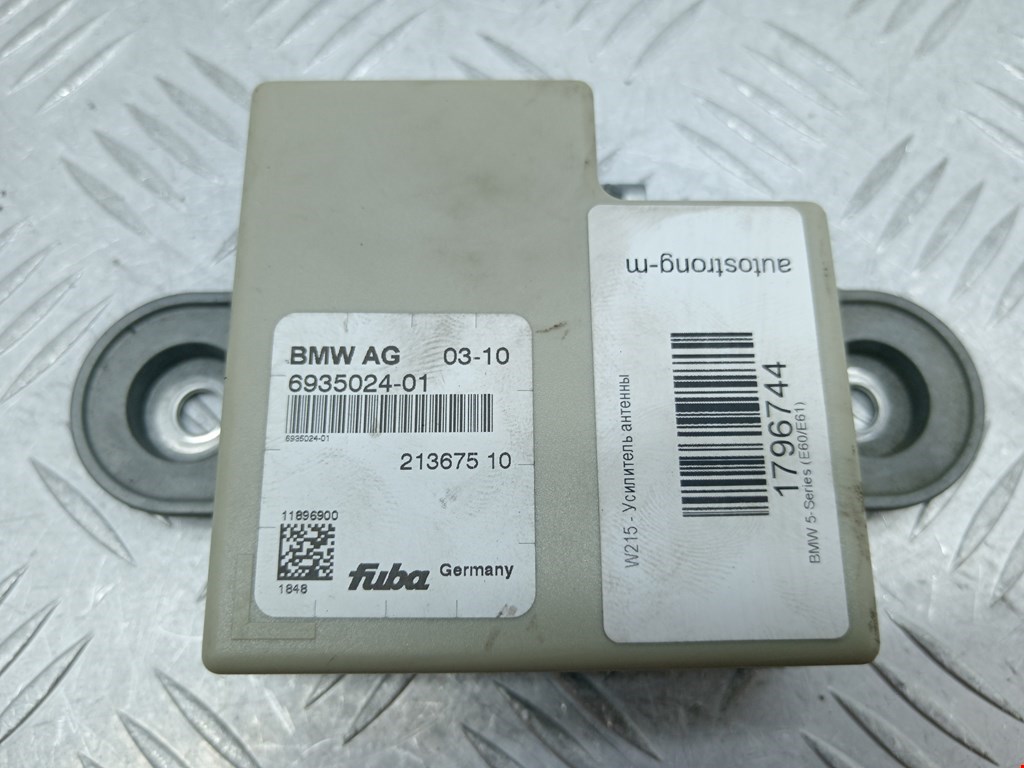 BMW AG 03-10
6935024-01
6935024-01
213675 10
11896900
1848
fuba Germany
autostrong-m
W215 - Усилитель антенны
1796744
BMW 5-Series (E60/E61)